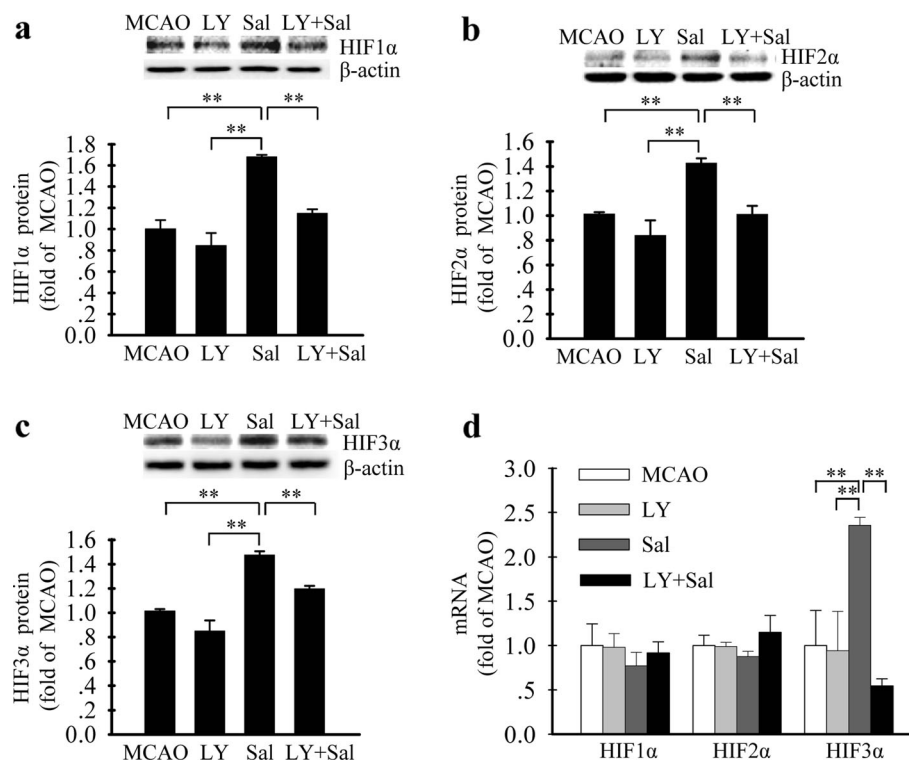 a
MCAO LY Sal LY+Sal
HIF1α
β-actin
** **
**
HIF1α protein
(fold of MCAO)
1.8
1.6
1.4
1.2
1.0
.8
.6
.4
.2
0.0
MCAO LY Sal LY+Sal
b
MCAO LY Sal LY+Sal
HIF2α
β-actin
** **
**
HIF2α protein
(fold of MCAO)
1.6
1.4
1.2
1.0
.8
.6
.4
.2
0.0
MCAO LY Sal LY+Sal
c
MCAO LY Sal LY+Sal
HIF3α
β-actin
** **
**
HIF3α protein
(fold of MCAO)
1.6
1.4
1.2
1.0
.8
.6
.4
.2
0.0
MCAO LY Sal LY+Sal
d
mRNA
(fold of MCAO)
3.0
2.5
2.0
1.5
1.0
.5
0.0
MCAO
LY
Sal
LY+Sal
** **
**
HIF1α HIF2α HIF3α